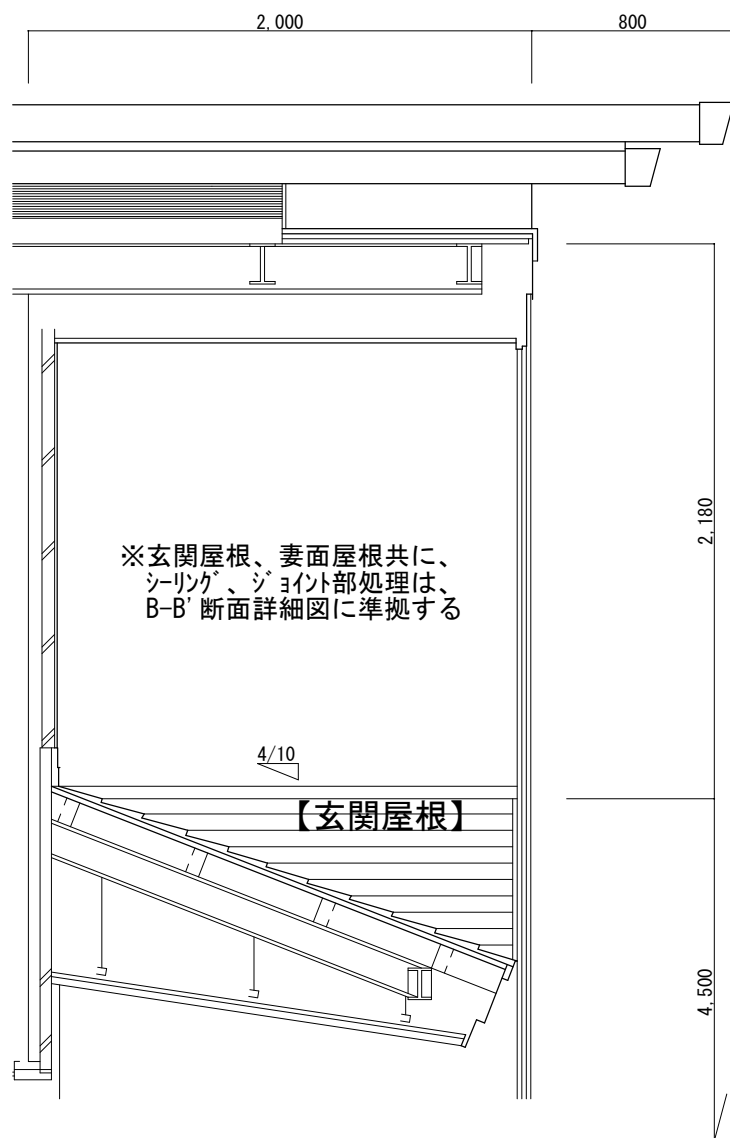 2,000
800
2,180
※玄関屋根、妻面屋根共に、
ｼｰﾘﾝｸﾞ、ｼﾞｮｲﾝﾄ部処理は、
B-B' 断面詳細図に準拠する
4/10
【玄関屋根】
4,500